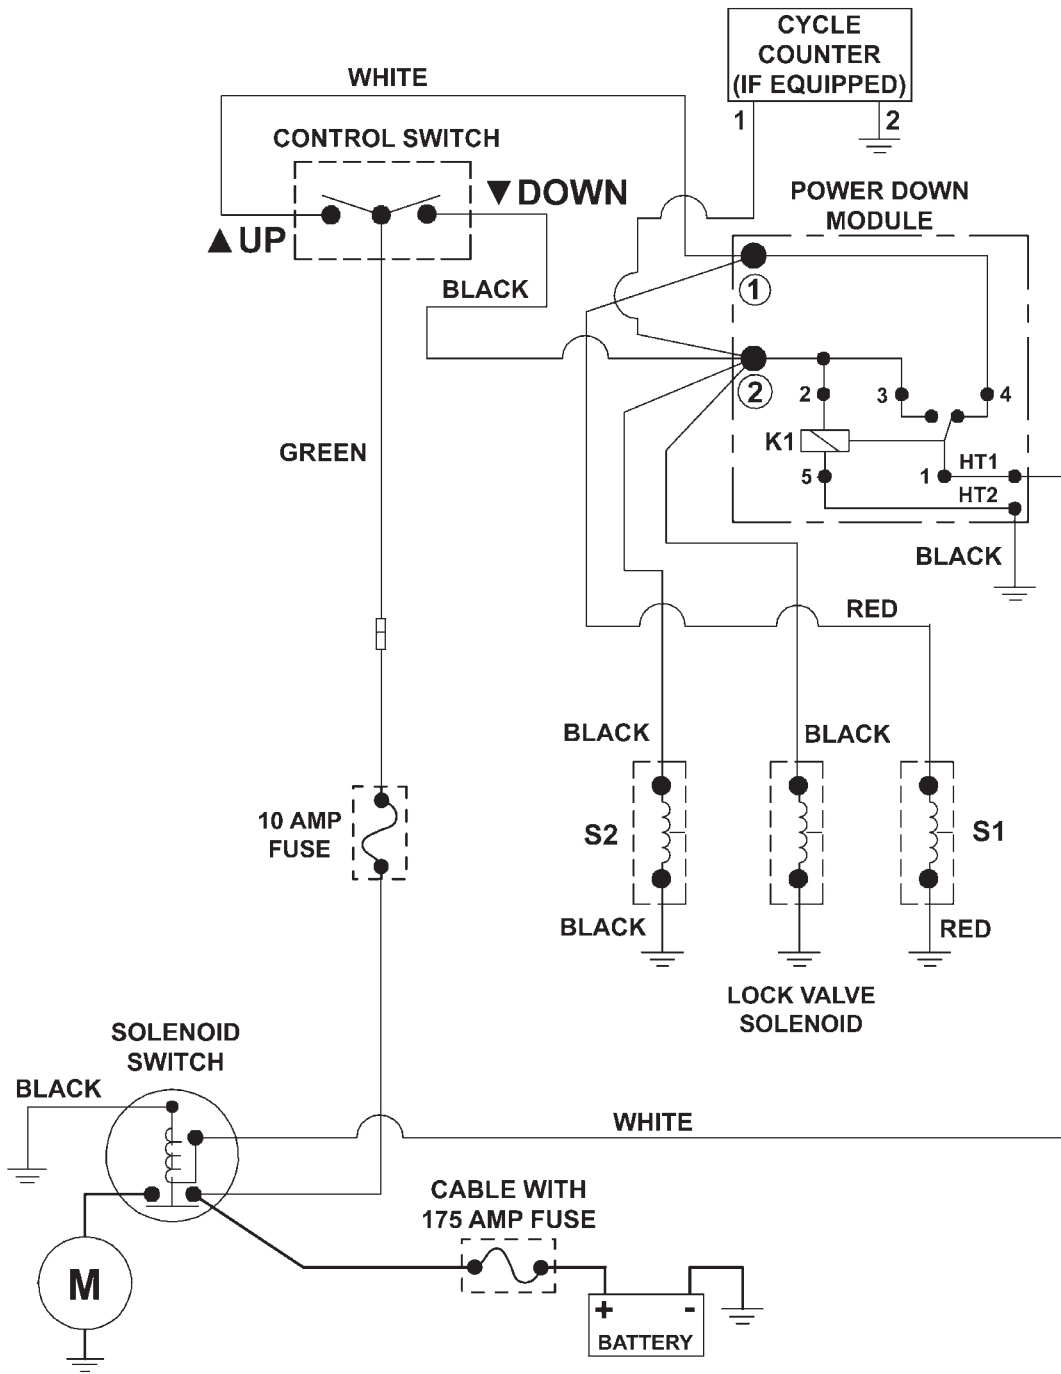 CYCLE
COUNTER
(IF EQUIPPED)
1
2
WHITE
CONTROL SWITCH
▼DOWN
▲UP
POWER DOWN
MODULE
1
BLACK
2
2
3
4
K1
5
1
HT1
HT2
BLACK
GREEN
RED
BLACK
BLACK
10 AMP
FUSE
S2
S1
BLACK
RED
LOCK VALVE
SOLENOID
SOLENOID
SWITCH
BLACK
WHITE
CABLE WITH
175 AMP FUSE
M
+
-
BATTERY